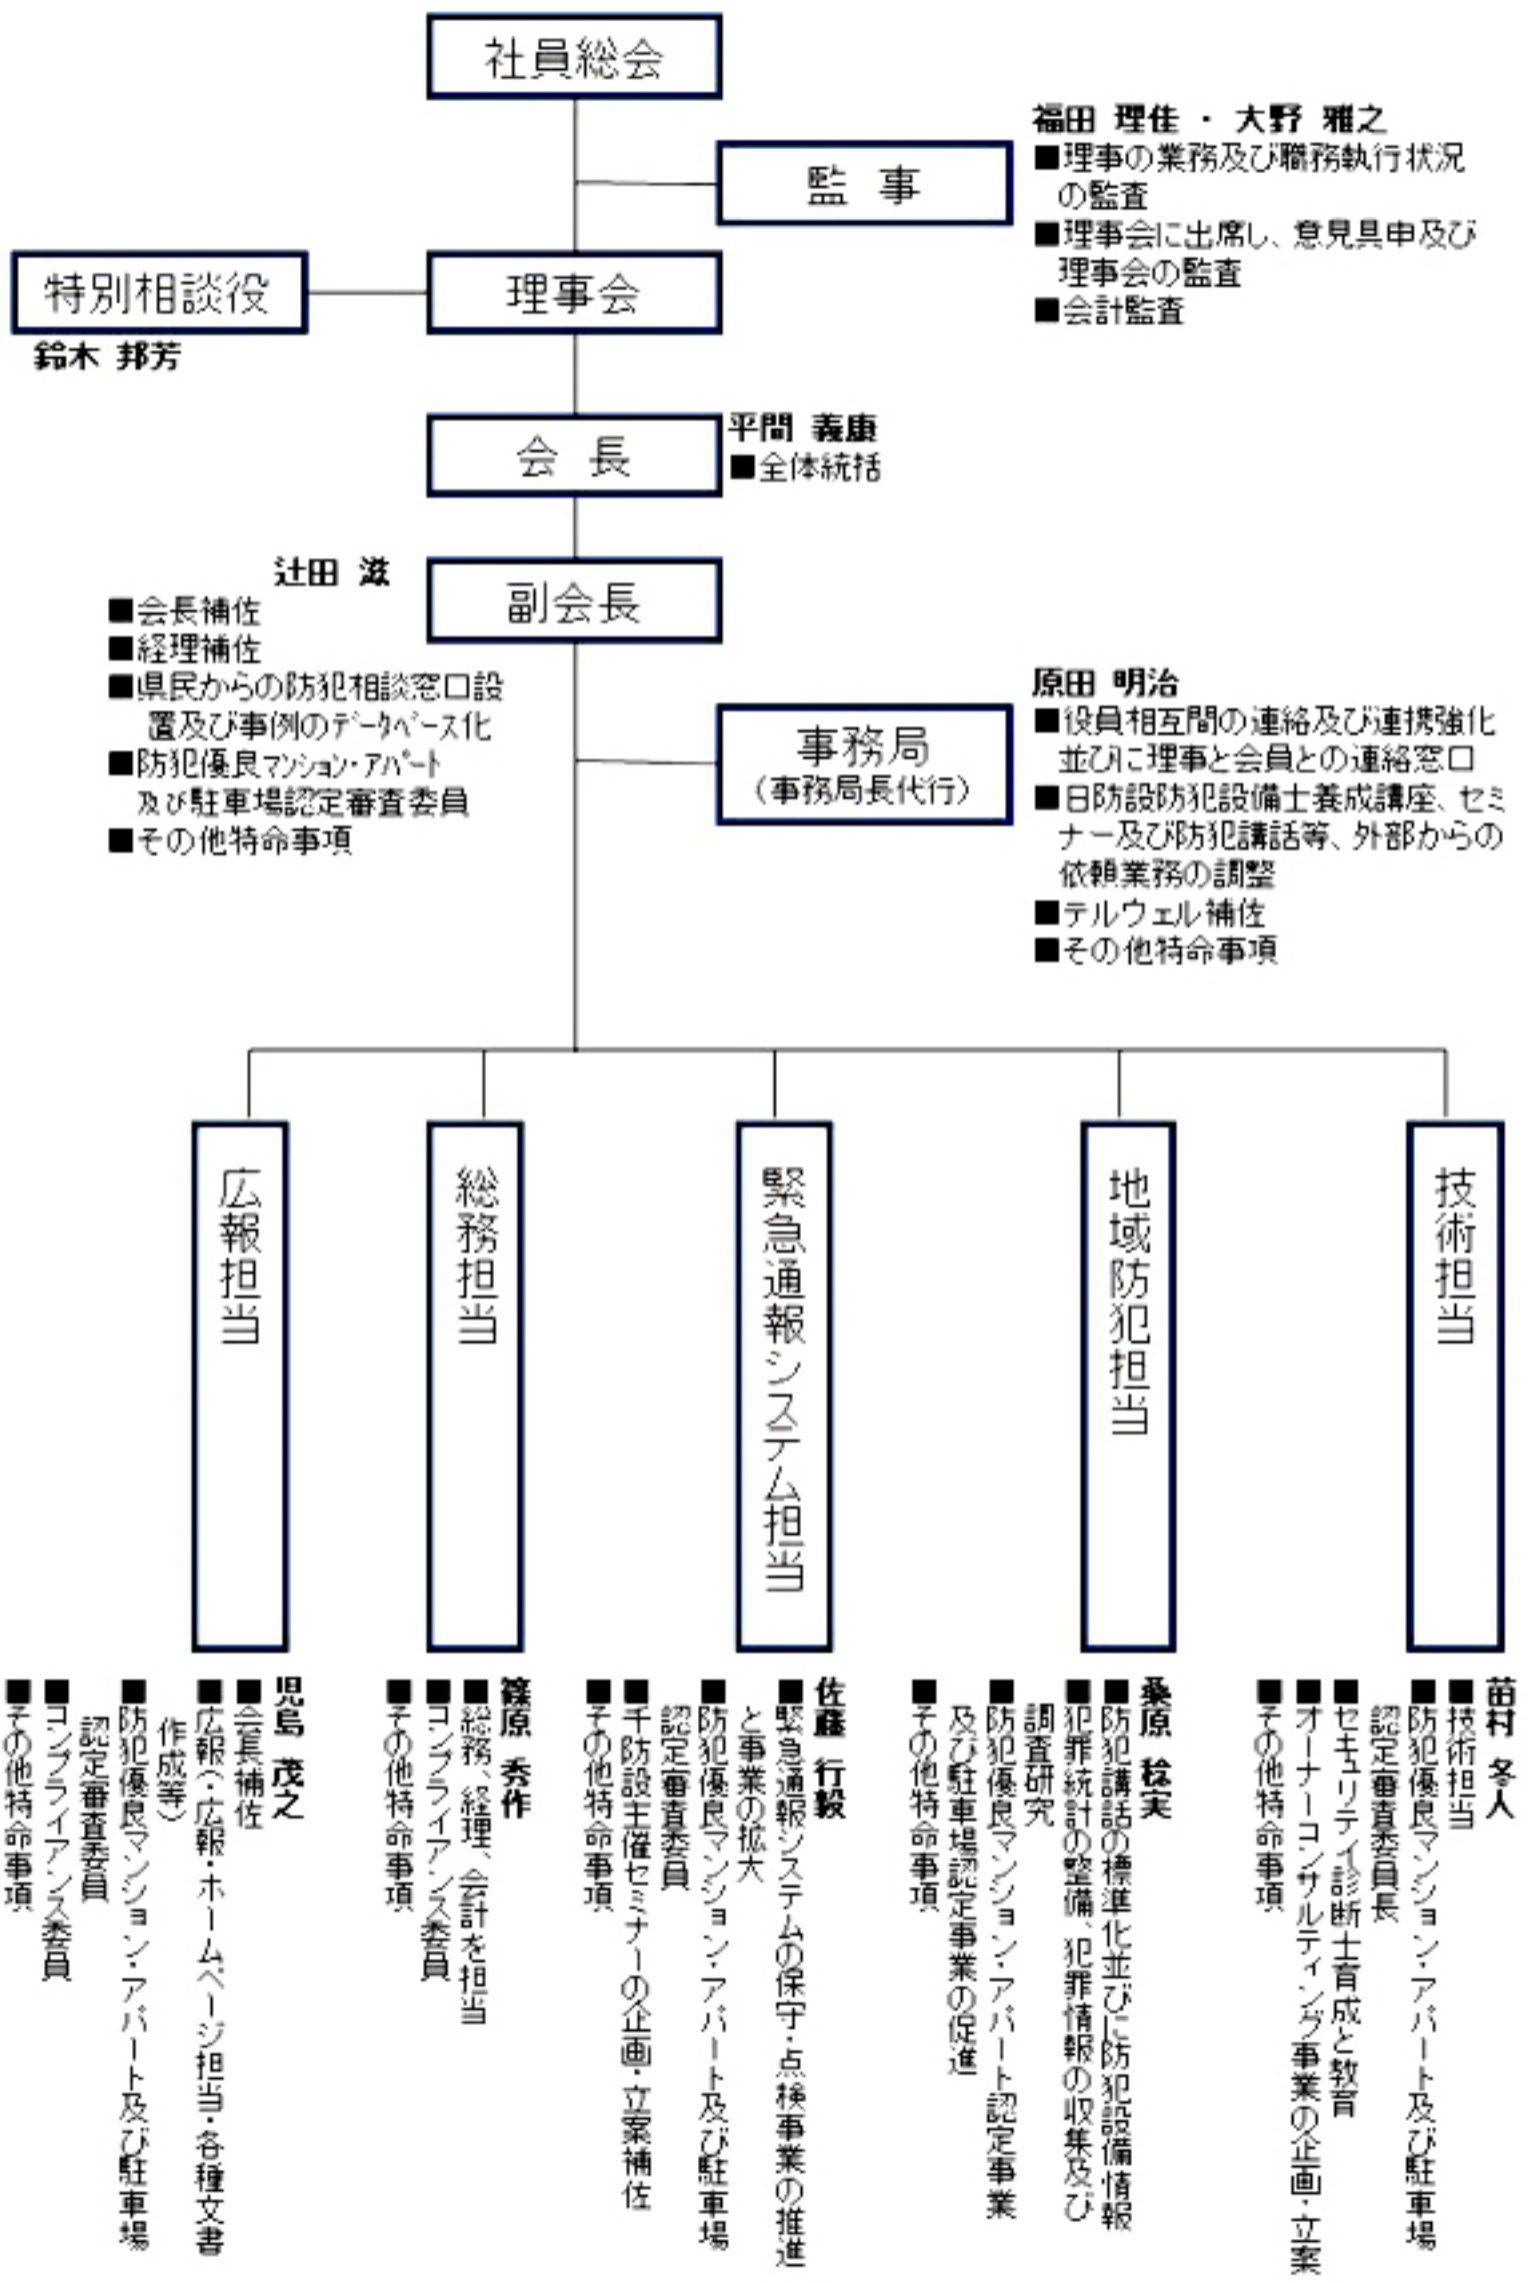 社員総会
監 事
福田 理佳 ・ 大野 雅之
■理事の業務及び職務執行状況
の監査
■理事会に出席し、意見具申及び
理事会の監査
■会計監査
特別相談役
鈴木 邦芳
理事会
会 長
平間 義康
■全体統括
副会長
辻田 滋
■会長補佐
■経理補佐
■県民からの防犯相談窓口設
置及び事例のデータベース化
■防犯優良マンション・アパート
及び駐車場認定審査委員
■その他特命事項
事務局
（事務局長代行）
原田 明治
■役員相互間の連絡及び連携強化
並びに理事と会員との連絡窓口
■日防設防犯設備士養成講座、セミ
ナー及び防犯講話等、外部からの
依頼業務の調整
■テルウェル補佐
■その他特命事項
広報担当
総務担当
緊急通報システム担当
地域防犯担当
技術担当
児島 茂之
■会長補佐
■広報（・広報・ホームページ担当・各種文書
作成等）
■防犯優良マンション・アパート及び駐車場
認定審査委員
■コンプライアンス委員
■その他特命事項
篠原 秀作
■総務、経理、会計を担当
■コンプライアンス委員
■その他特命事項
佐藤 行毅
■緊急通報システムの保守・点検事業の推進
と事業の拡大
■防犯優良マンション・アパート及び駐車場
認定審査委員
■千防設主催セミナーの企画・立案補佐
■その他特命事項
桑原 稔実
■防犯講話の標準化並びに防犯設備情報
■犯罪統計の整備、犯罪情報の収集及び
調査研究
■防犯優良マンション・アパート認定事業
及び駐車場認定事業の促進
■その他特命事項
苗村 冬人
■技術担当
■防犯優良マンション・アパート及び駐車場
認定審査委員長
■セキュリティ診断士育成と教育
■オーナーコンサルティング事業の企画・立案
■その他特命事項